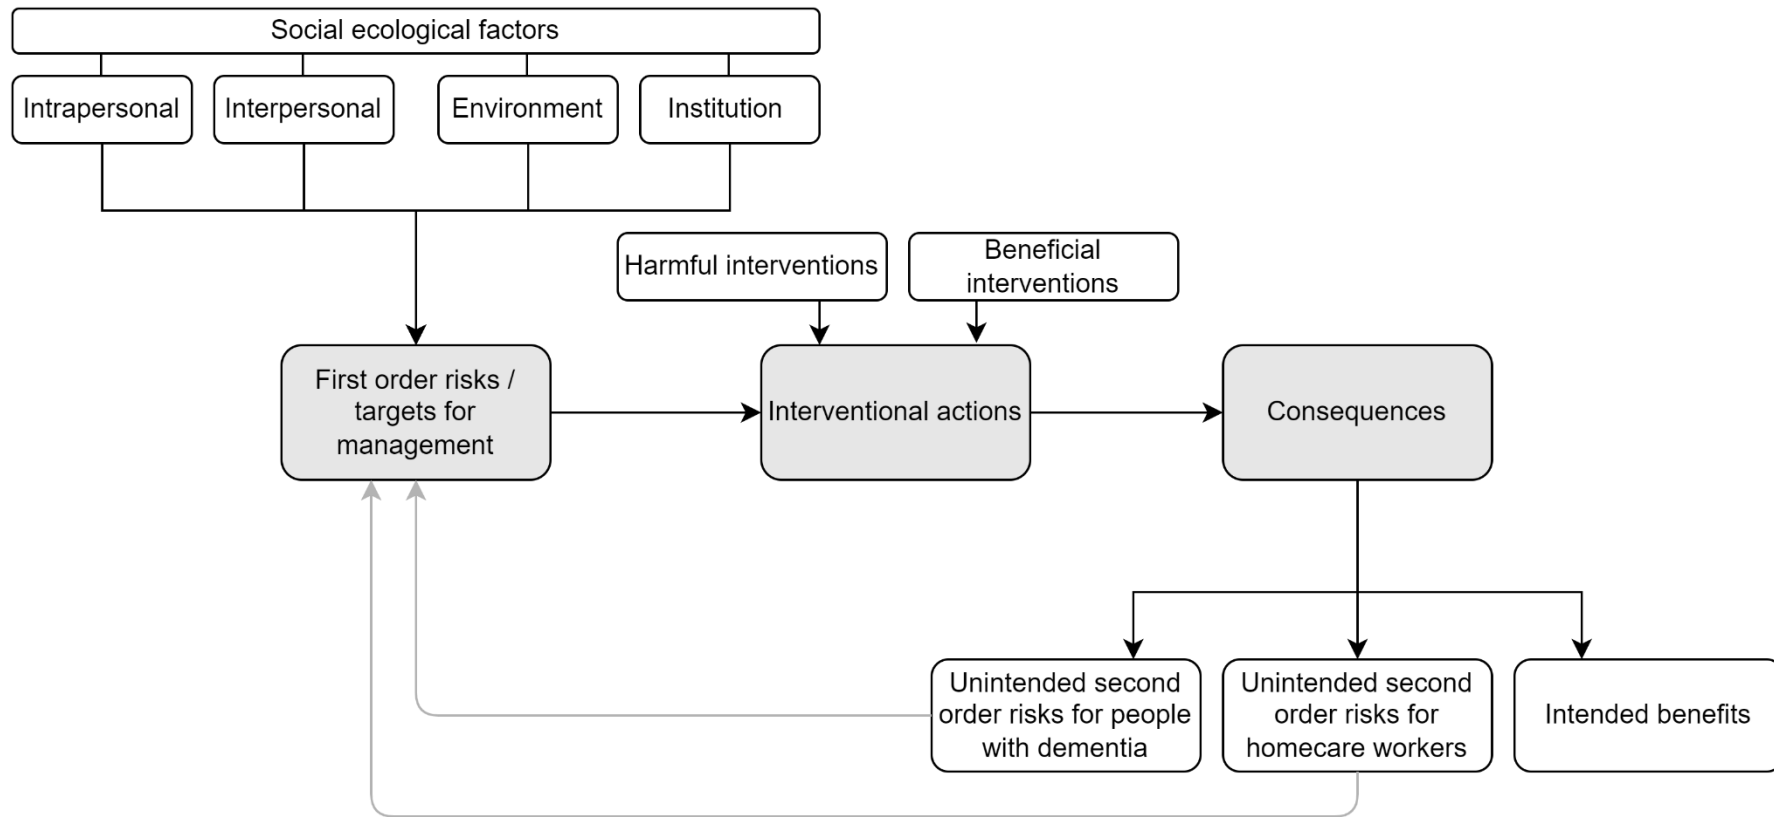 Social ecological factors
Intrapersonal
Interpersonal
Environment
Institution
Harmful interventions
Beneficial
interventions
First order risks /
targets for
management
Interventional actions
Consequences
Unintended second
order risks for people
with dementia
Unintended second
order risks for
homecare workers
Intended benefits